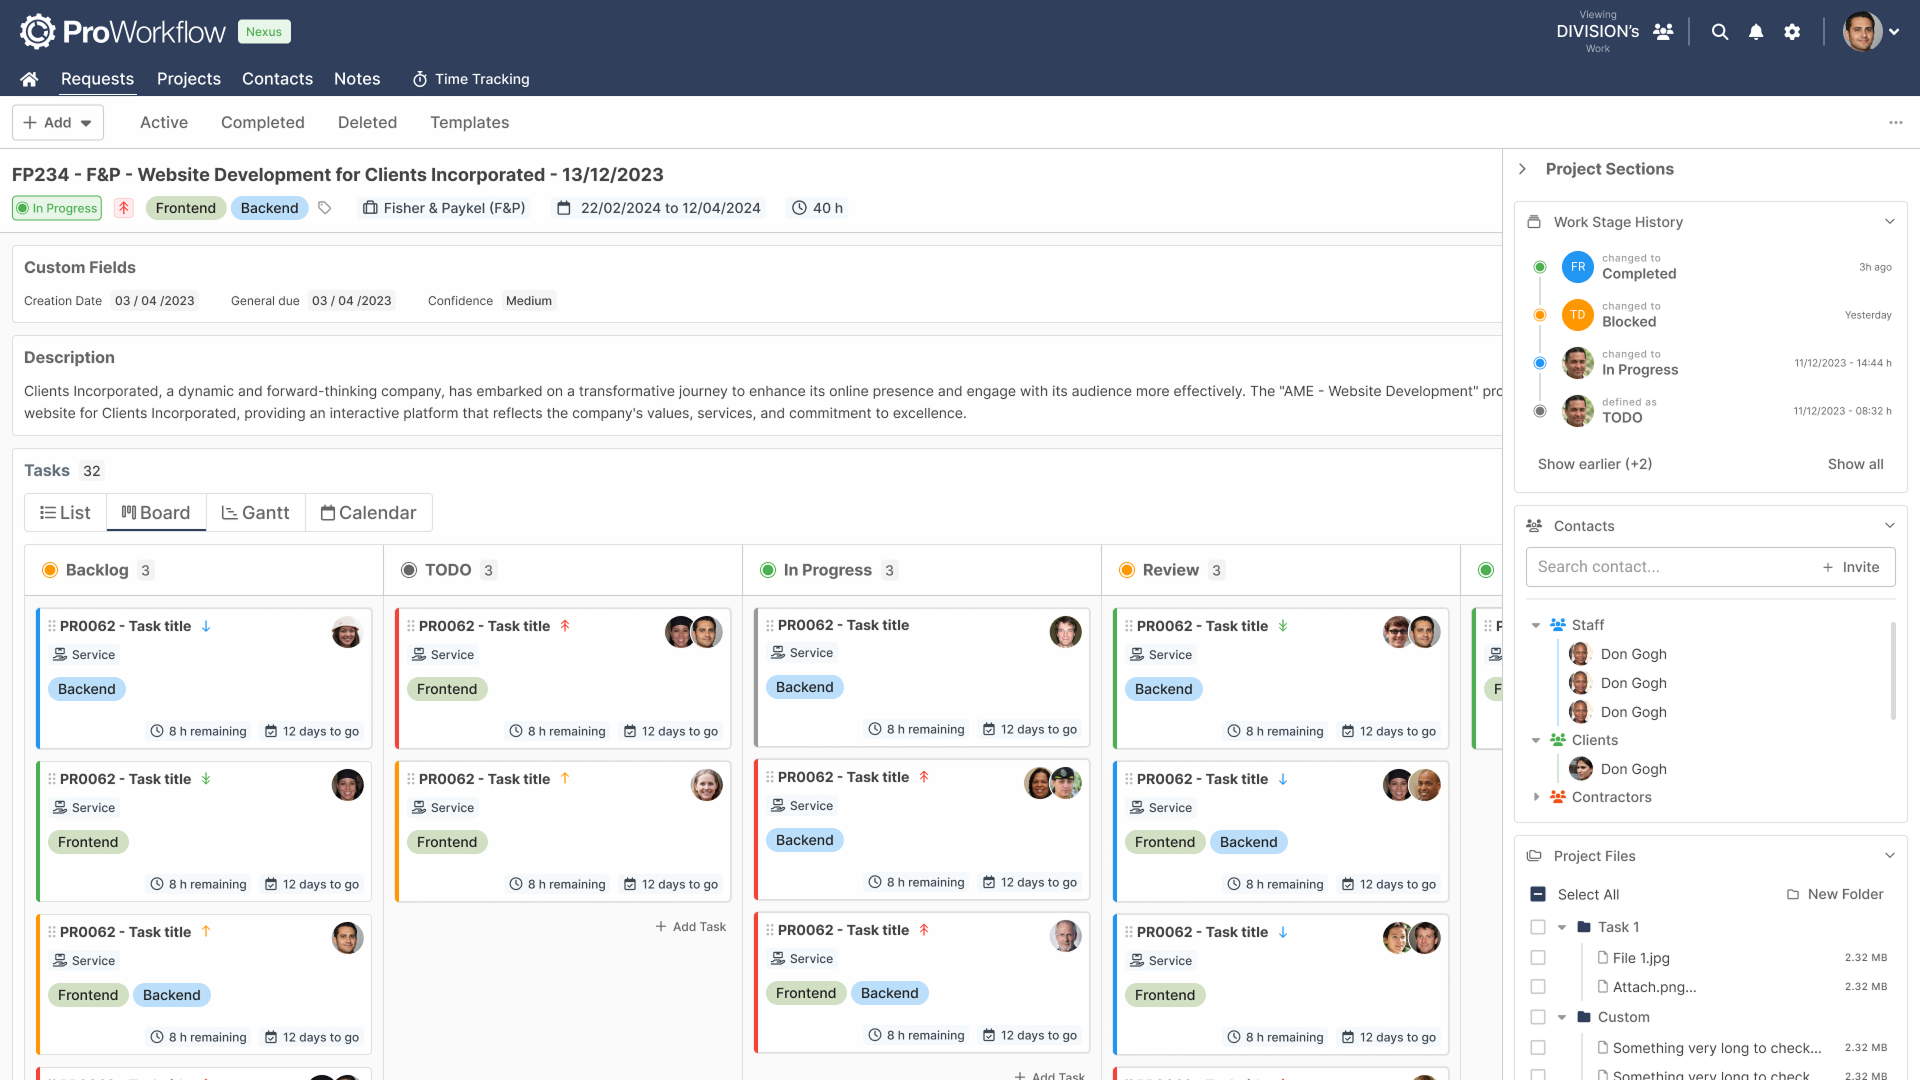 ProWorkflow Nexus
Viewing
DIVISION's
Work
Requests Projects Contacts Notes Time Tracking
Add Active Completed Deleted Templates
FP234 - F&P - Website Development for Clients Incorporated - 13/12/2023
In Progress Frontend Backend Fisher & Paykel (F&P) 22/02/2024 to 12/04/2024 40 h
Custom Fields
Creation Date 03 / 04 /2023 General due 03 / 04 /2023 Confidence Medium
Description
Clients Incorporated, a dynamic and forward-thinking company, has embarked on a transformative journey to enhance its online presence and engage with its audience more effectively. The "AME - Website Development" pro
website for Clients Incorporated, providing an interactive platform that reflects the company's values, services, and commitment to excellence.
Tasks 32
List Board Gantt Calendar
Backlog 3
PR0062 - Task title
Service
Backend
8 h remaining 12 days to go
PR0062 - Task title
Service
Frontend
8 h remaining 12 days to go
PR0062 - Task title
Service
Frontend Backend
8 h remaining 12 days to go
TODO 3
PR0062 - Task title
Service
Frontend
8 h remaining 12 days to go
PR0062 - Task title
Service
Frontend
8 h remaining 12 days to go
Add Task
In Progress 3
PR0062 - Task title
Service
Backend
8 h remaining 12 days to go
PR0062 - Task title
Service
Backend
8 h remaining 12 days to go
PR0062 - Task title
Service
Frontend Backend
8 h remaining 12 days to go
Add Task
Review 3
PR0062 - Task title
Service
Backend
8 h remaining 12 days to go
PR0062 - Task title
Service
Frontend Backend
8 h remaining 12 days to go
PR0062 - Task title
Service
Frontend
8 h remaining 12 days to go
Project Sections
Work Stage History
FR changed to
Completed 3h ago
TD changed to
Blocked Yesterday
changed to
In Progress 11/12/2023 - 14:44 h
defined as
TODO 11/12/2023 - 08:32 h
Show earlier (+2) Show all
Contacts
Search contact... Invite
Staff
Don Gogh
Don Gogh
Don Gogh
Clients
Don Gogh
Contractors
Project Files
Select All New Folder
Task 1
File 1.jpg 2.32 MB
Attach.png... 2.32 MB
Custom
Something very long to check... 2.32 MB
Something very long to check 2.32 MB